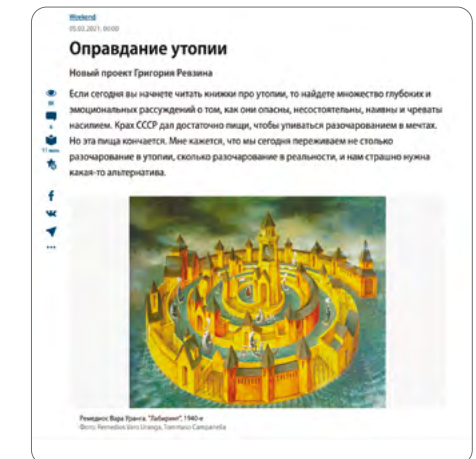 Weekend
05.03.2021, 00:00
Оправдание утопии
Новый проект Григория Ревзина
Если сегодня вы начнете читать книжки про утопии, то найдете множество глубоких и
эмоциональных рассуждений о том, как они опасны, несостоятельны, наивны и чреваты
насилием. Крах СССР дал достаточно пищи, чтобы упиваться разочарованием в мечтах.
Но эта пища кончается. Мне кажется, что мы сегодня переживаем не столько
разочарование в утопии, сколько разочарование в реальности, и нам страшно нужна
какая-то альтернатива.
Ремедиос Варо Уранга. "Лабиринт", 1940-е
Фото: Remedios Varo Uranga, Tommaso Campanella